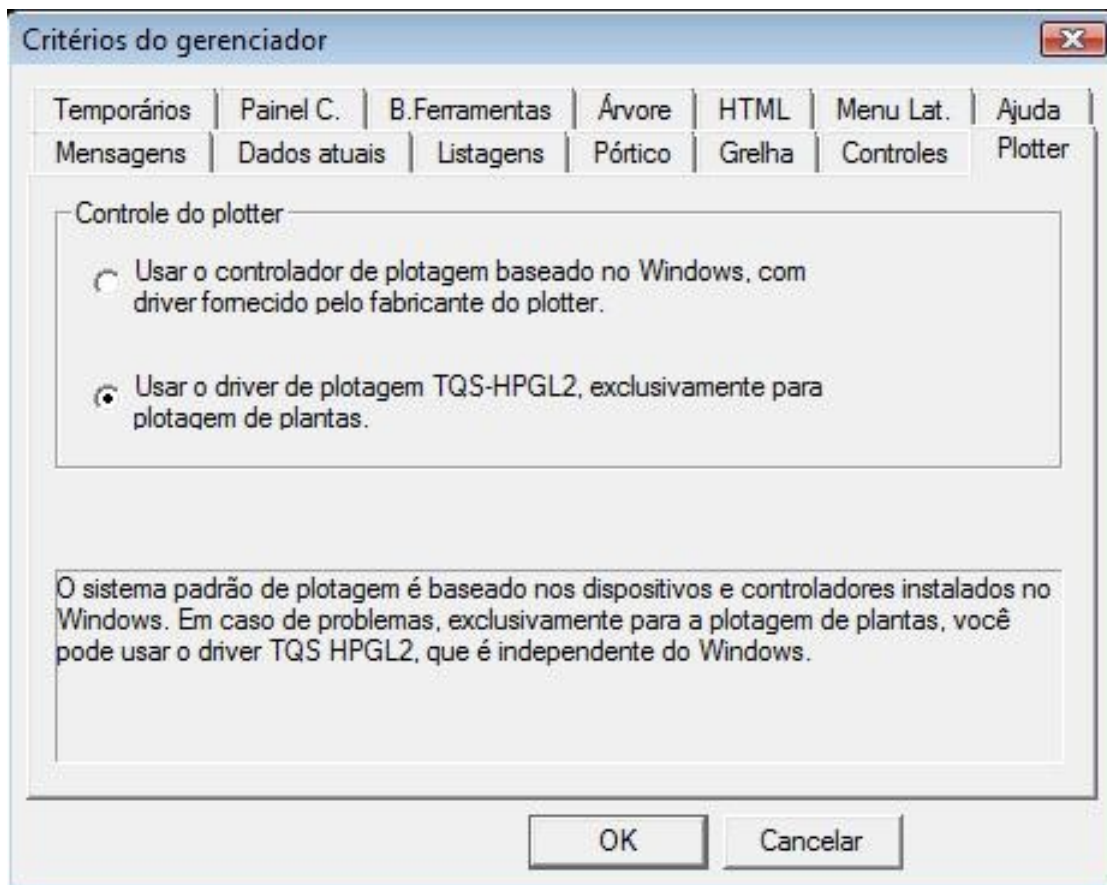 Critérios do gerenciador
Temporários Painel C. B.Ferramentas Árvore HTML Menu Lat. Ajuda
Mensagens Dados atuais Listagens Pórtico Grelha Controles Plotter
Controle do plotter
Usar o controlador de plotagem baseado no Windows, com
driver fornecido pelo fabricante do plotter.
Usar o driver de plotagem TQS-HPGL2, exclusivamente para
plotagem de plantas.
O sistema padrão de plotagem é baseado nos dispositivos e controladores instalados no
Windows. Em caso de problemas, exclusivamente para a plotagem de plantas, você
pode usar o driver TQS HPGL2, que é independente do Windows.
OK Cancelar